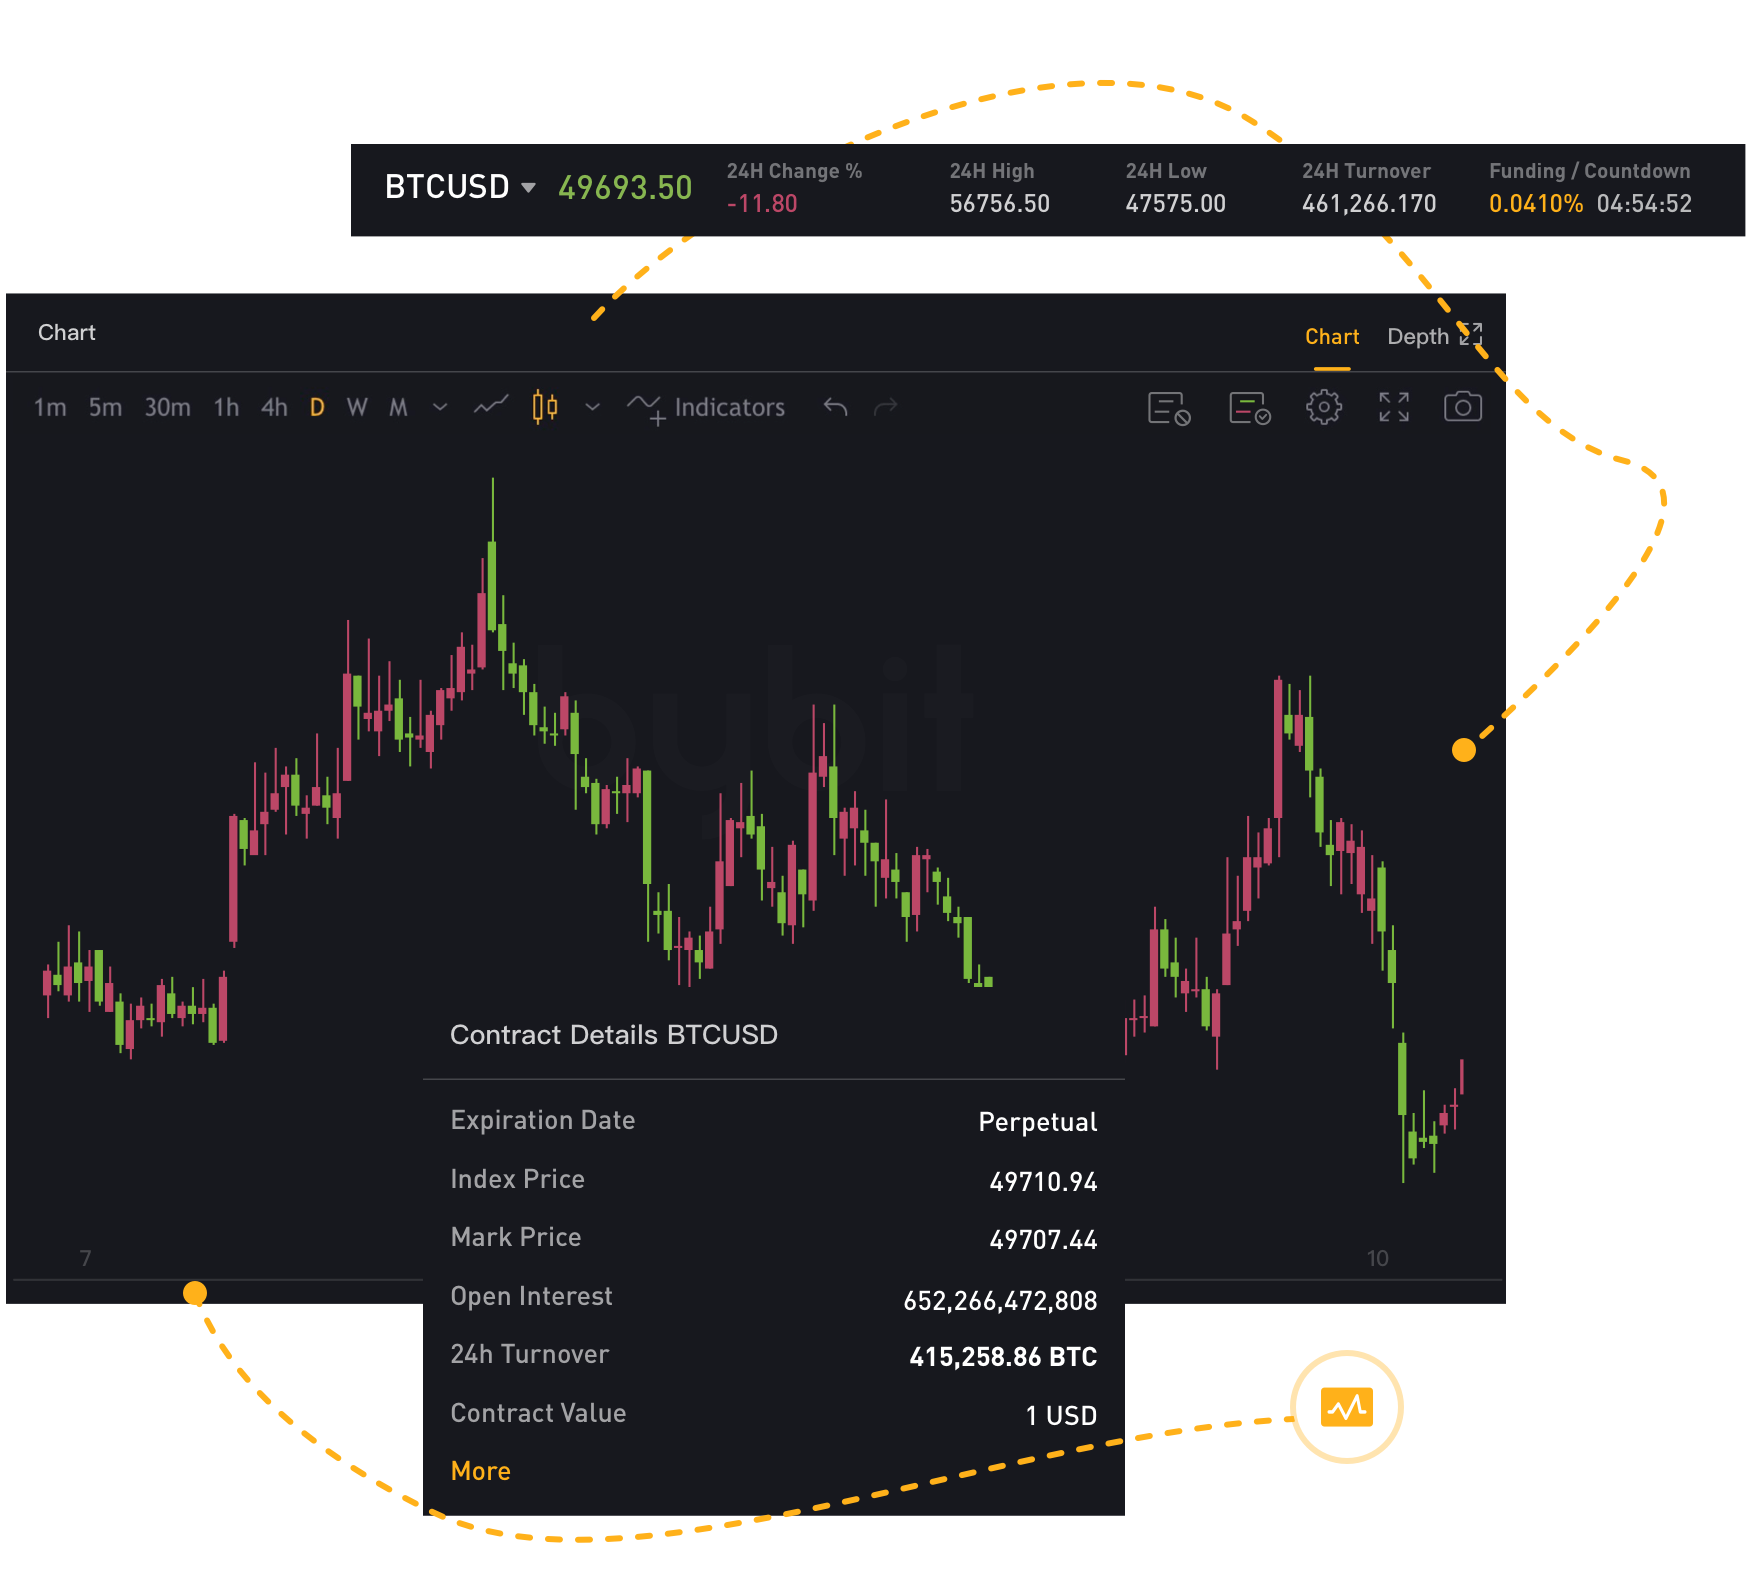 BTCUSD 49693.50
24H Change % 24H High 24H Low 24H Turnover Funding / Countdown
-11.80 56756.50 47575.00 461,266.170 0.0410% 04:54:52
Chart Chart Depth
1m 5m 30m 1h 4h D W M Indicators
bybit
Contract Details BTCUSD
Expiration Date Perpetual
Index Price 49710.94
Mark Price 49707.44
7 10
Open Interest 652,266,472,808
24h Turnover 415,258.86 BTC
Contract Value 1 USD
More